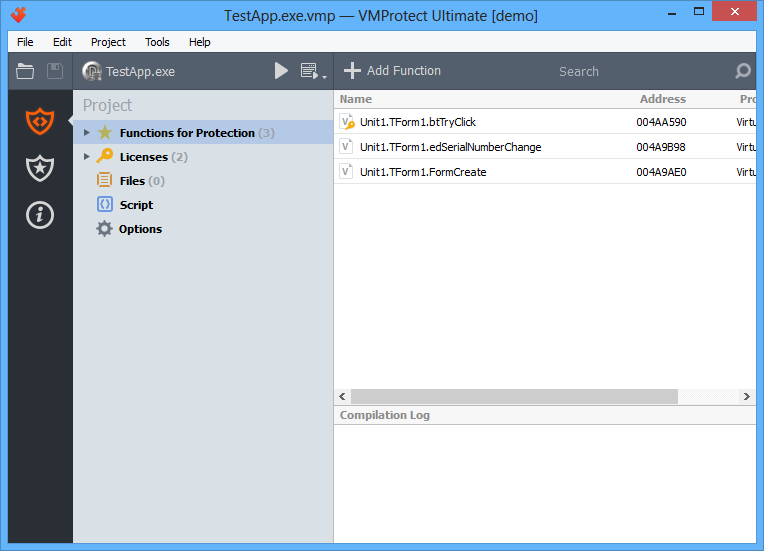 TestApp.exe.vmp — VMProtect Ultimate [demo]
File Edit Project Tools Help
TestApp.exe Add Function Search
Project
Functions for Protection (3)
Licenses (2)
Files (0)
Script
Options
Name Address Pro
Unit1.TForm1.btTryClick 004AA590 Virtu
Unit1.TForm1.edSerialNumberChange 004A9B98 Virtu
Unit1.TForm1.FormCreate 004A9AE0 Virtu
Compilation Log